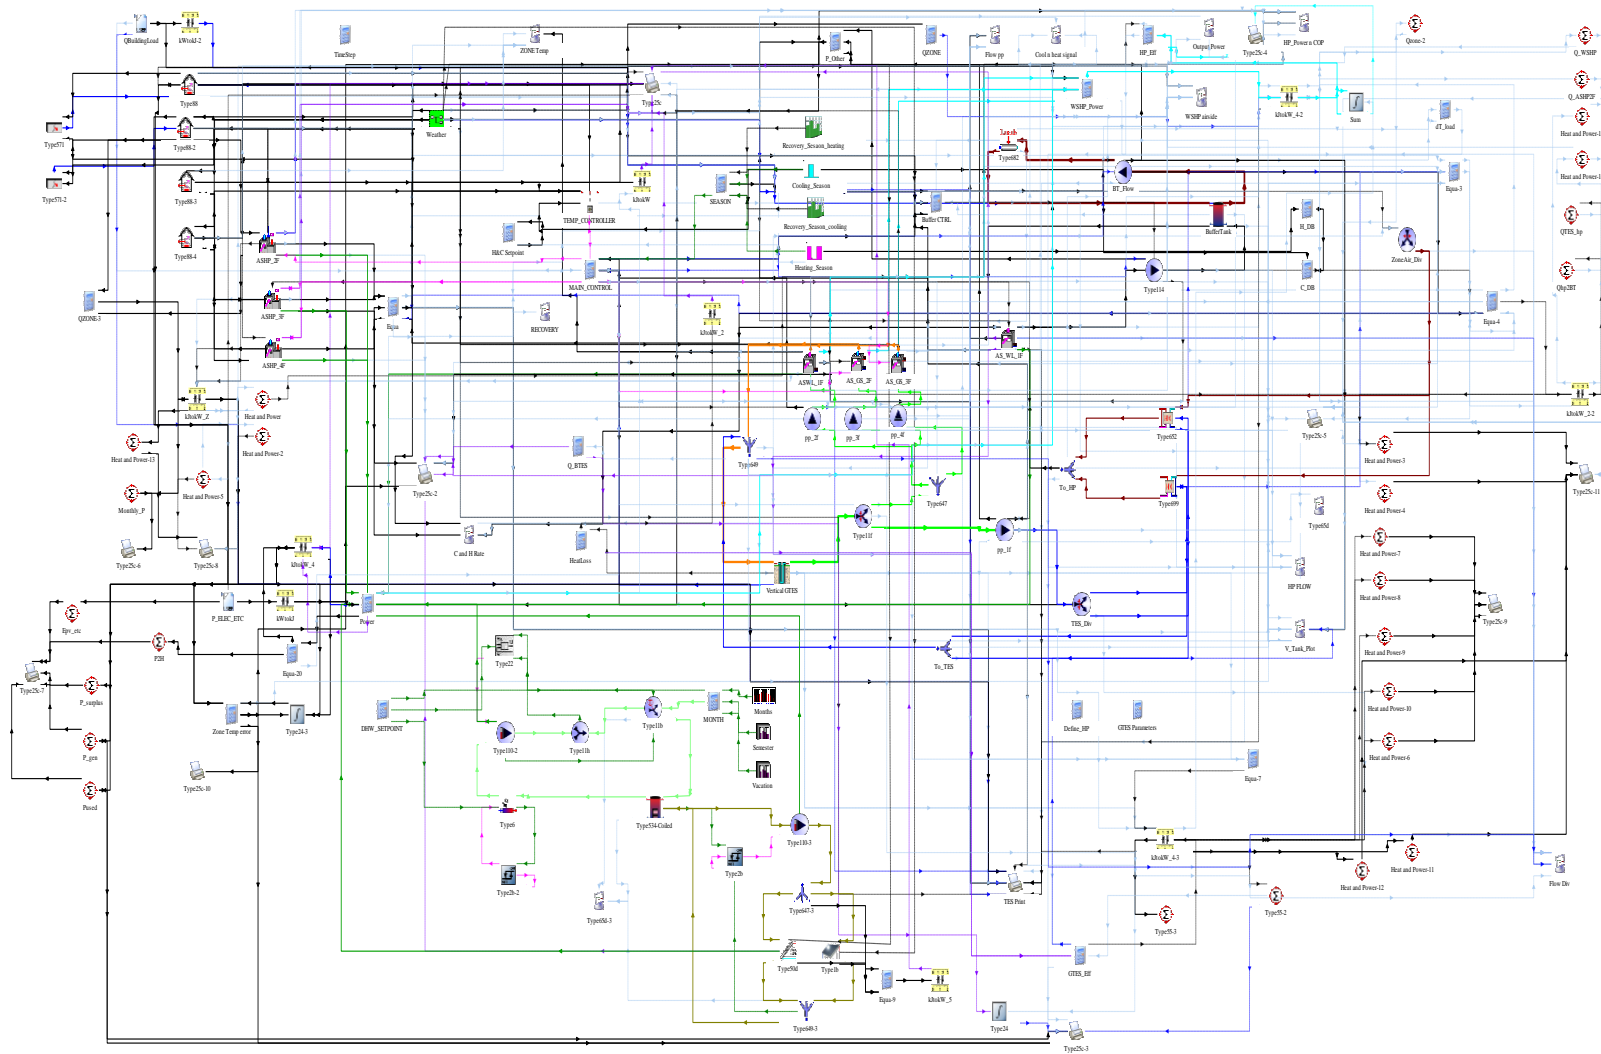 QBuildingLoad
kWtokJ-2
TimeStep
ZONETemp
P_Other
QZONE
Flow pp
Cool n heat signal
HP_Eff
Output Power
Type25c-4
HP_Power n COP
Qzone-2
Q_WSHP
Type88
Type25c
WSHP_Power
WSHP airside
kJtokW_4-2
Sum
dT_load
Q_ASHP2F
Type571
Type88-2
Weather
Recovery_Sesaon_heating
Type682
Heat and Power-1
Type571-2
Type88-3
kJtokW
SEASON
Cooling_Season
BT_Flow
Equa-3
Heat and Power-1
TEMP_CONTROLLER
Recovery_Season_cooling
Buffer CTRL
BufferTank
H_DB
QTES_hp
Type88-4
ASHP_2F
H&C Setpoint
Heating_Season
ZoneAir_Div
MAIN_CONTROL
Type114
C_DB
Qhp2BT
QZONE-3
ASHP_3F
Equa
RECOVERY
kJtokW_2
Equa-4
ASHP_4F
ASWL_1F
AS_GS_2F
AS_GS_3F
AS_WL_1F
kJtokW_2
Heat and Power
kJtokW_2-2
Heat and Power-13
Heat and Power-2
Q_BTES
Type649
pp_2f
pp_3f
pp_4f
Type652
Type25c-5
Heat and Power-3
Monthly_P
Heat and Power-5
Type25c-2
Type647
To_HP
Type699
Heat and Power-4
Type25c-11
Type25c-6
Type25c-8
kJtokW_4
C and H Rate
HeatLoss
Type11f
pp_1f
Type65d
Heat and Power-7
Vertical GTES
HP FLOW
Heat and Power-8
Epv_etc
P_ELEC_ETC
kWtokJ
Power
TES_Div
Type25c-9
P2H
Equa-20
Type22
To_TES
V_Tank_Plot
Heat and Power-9
Type25c-7
P_surplus
Zone Temp error
Type24-3
DHW_SETPOINT
Type110-2
Type11h
Type11b
MONTH
Months
Define_HP
GTES Parameters
Heat and Power-10
P_gen
Semester
Heat and Power-6
Pused
Type25c-10
Vacation
Equa-7
Type6
Type534-Coiled
Type110-3
kJtokW_4-3
Type2b-2
Type2b
TES Print
Heat and Power-12
Heat and Power-11
Flow Div
Type65d-3
Type647-3
Type55-3
Type55-2
Type50d
Type1b
Equa-9
kJtokW_5
GTES_Eff
Type649-3
Type24
Type25c-3